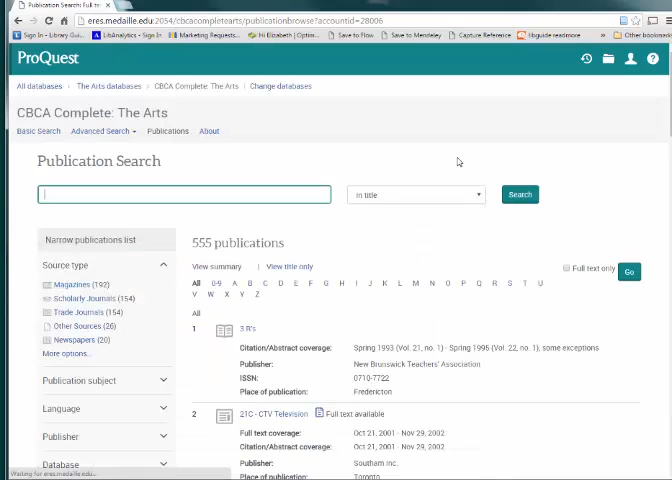 Publication Search: Full te
eres.medaille.edu:2054/cbcacompletearts/publicationbrowse?accountid=28006
Sign In - Library Guid.. LibAnalytics - Sign In Marketing Requests... Hi Elizabeth | Optim... Save to Flow Save to Mendeley Capture Reference libguide readmore » Other bookmarks
ProQuest
All databases > The Arts databases > CBCA Complete: The Arts | Change databases
CBCA Complete: The Arts
Basic Search Advanced Search Publications About
Publication Search
In title Search
Narrow publications list
555 publications
Source type
View summary | View title only
Full text only Go
Magazines (192)
Scholarly Journals (154)
Trade Journals (154)
Other Sources (26)
Newspapers (20)
More options...
Publication subject
Language
Publisher
Database
All 0-9 A B C D E F G H I J K L M N O P Q R S T U
V W X Y Z
All
1 3 R's
Citation/Abstract coverage: Spring 1993 (Vol. 21, no. 1) - Spring 1995 (Vol. 22, no. 1), some exceptions
Publisher: New Brunswick Teachers' Association
ISSN: 0710-7722
Place of publication: Fredericton
2 21C - CTV Television Full text available
Full text coverage: Oct 21, 2001 - Nov 29, 2002
Citation/Abstract coverage: Oct 21, 2001 - Nov 29, 2002
Publisher: Southam Inc.
Place of publication: Toronto
Waiting for eres.medaille.edu...